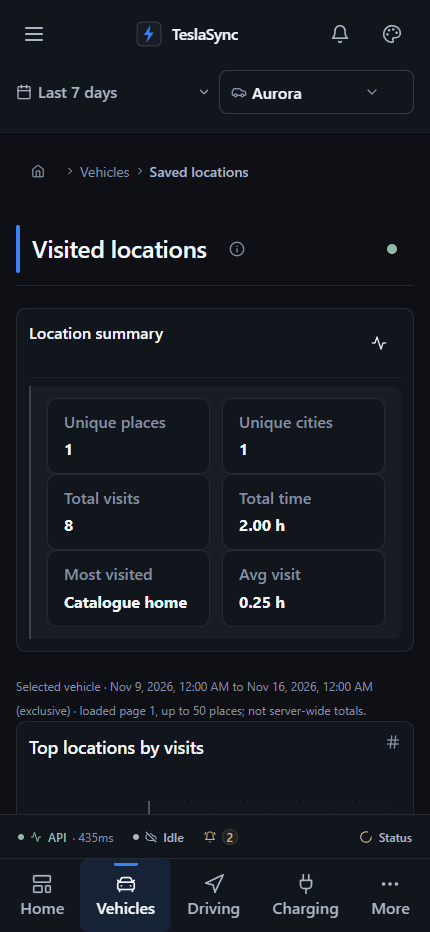 TeslaSync
Last 7 days
Aurora
Vehicles
Saved locations
Visited locations
Location summary
Unique places
1
Unique cities
1
Total visits
8
Total time
2.00 h
Most visited
Catalogue home
Avg visit
0.25 h
Selected vehicle · Nov 9, 2026, 12:00 AM to Nov 16, 2026, 12:00 AM
(exclusive) · loaded page 1, up to 50 places; not server-wide totals.
Top locations by visits
API · 435ms
Idle
2
Status
Home
Vehicles
Driving
Charging
More